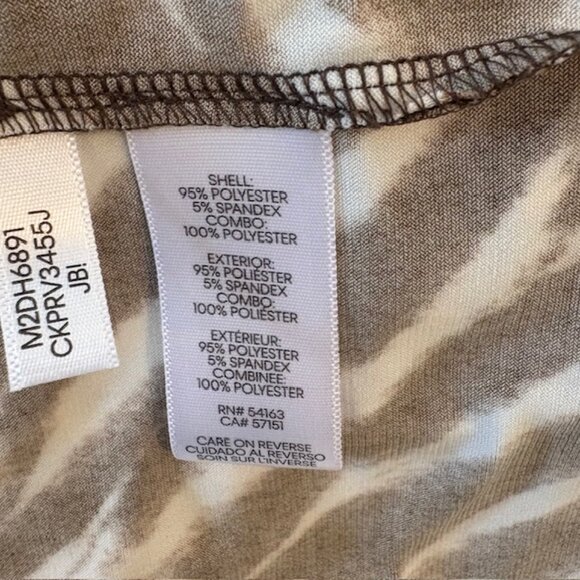 M2DH6891
CKPRV3455J
JB!
SHELL:
95% POLYESTER
5% SPANDEX
COMBO:
100% POLYESTER
EXTERIOR:
95% POLIÉSTER
5% SPANDEX
COMBO:
100% POLIÉSTER
EXTÉRIEUR:
95% POLYESTER
5% SPANDEX
COMBINEE:
100% POLYESTER
RN# 54163
CA# 57151
CARE ON REVERSE
CUIDADO AL REVERSO
SOIN SUR L'INVERSE